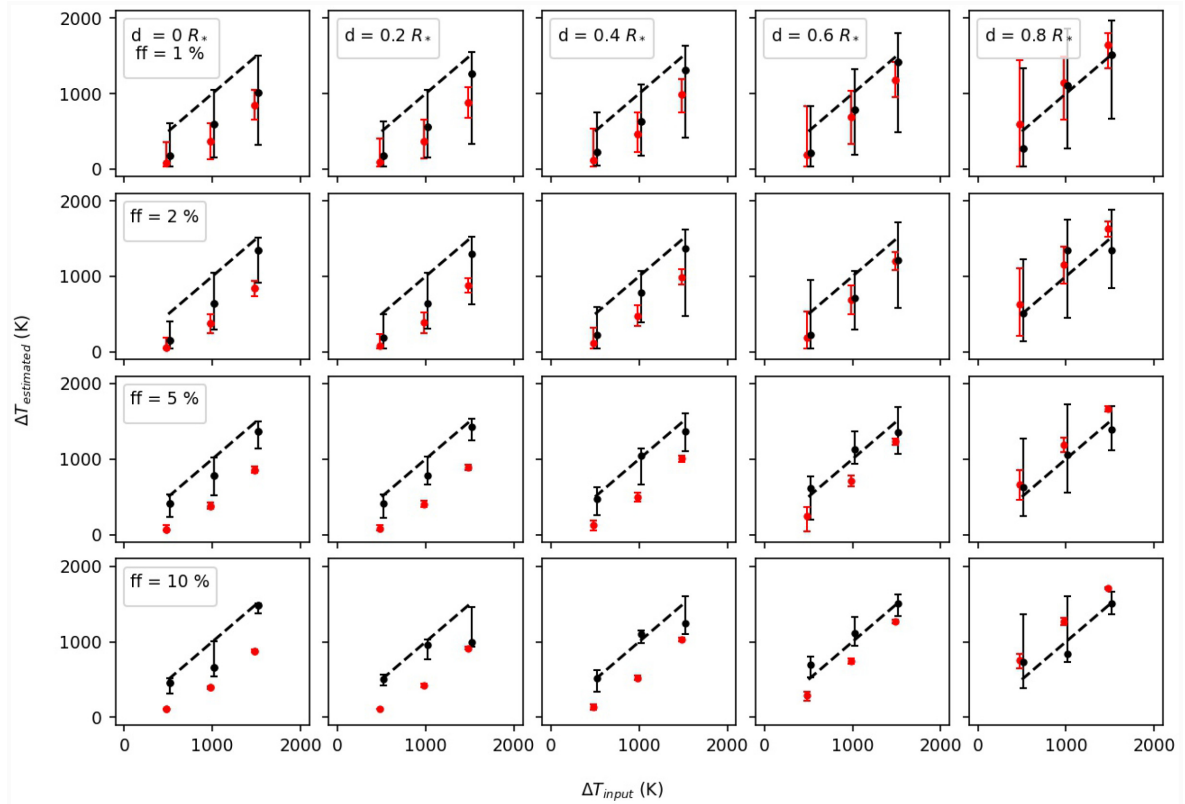 d = 0 R*
ff = 1 %
d = 0.2 R*
d = 0.4 R*
d = 0.6 R*
d = 0.8 R*
2000
1000
0
ff = 2 %
2000
1000
0
ff = 5 %
2000
1000
0
ff = 10 %
2000
1000
0
ΔT_estimated (K)
0 1000 2000 0 1000 2000 0 1000 2000 0 1000 2000 0 1000 2000
ΔT_input (K)